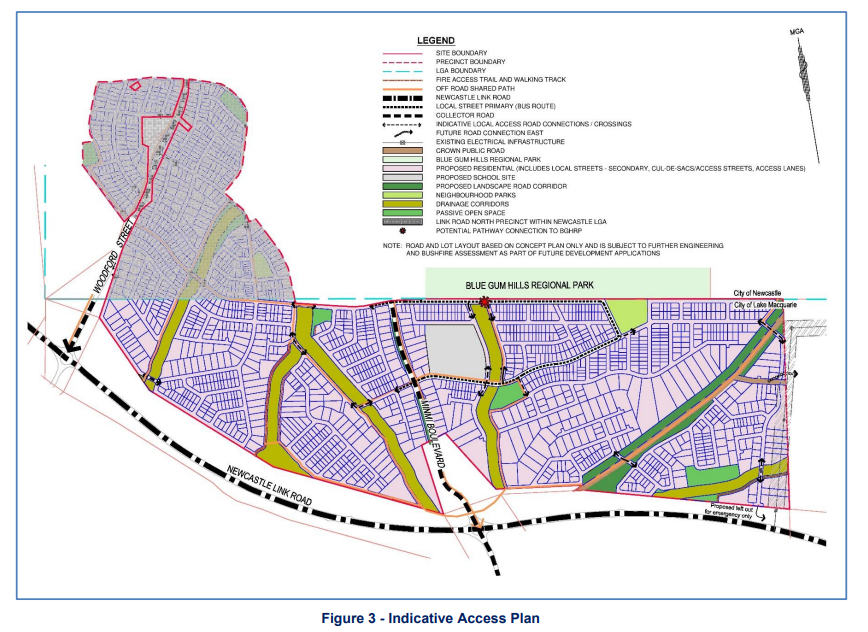 MGA
LEGEND
SITE BOUNDARY
PRECINCT BOUNDARY
LGA BOUNDARY
FIRE ACCESS TRAIL AND WALKING TRACK
OFF ROAD SHARED PATH
NEWCASTLE LINK ROAD
LOCAL STREET PRIMARY (BUS ROUTE)
COLLECTOR ROAD
INDICATIVE LOCAL ACCESS ROAD CONNECTIONS / CROSSINGS
FUTURE ROAD CONNECTION EAST
EXISTING ELECTRICAL INFRASTRUCTURE
CROWN PUBLIC ROAD
BLUE GUM HILLS REGIONAL PARK
PROPOSED RESIDENTIAL (INCLUDES LOCAL STREETS - SECONDARY, CUL-DE-SACS/ACCESS STREETS, ACCESS LANES)
PROPOSED SCHOOL SITE
PROPOSED LANDSCAPE ROAD CORRIDOR
NEIGHBOURHOOD PARKS
DRAINAGE CORRIDORS
PASSIVE OPEN SPACE
LINK ROAD NORTH PRECINCT WITHIN NEWCASTLE LGA
POTENTIAL PATHWAY CONNECTION TO BGHRP
NOTE: ROAD AND LOT LAYOUT BASED ON CONCEPT PLAN ONLY AND IS SUBJECT TO FURTHER ENGINEERING
AND BUSHFIRE ASSESSMENT AS PART OF FUTURE DEVELOPMENT APPLICATIONS
WOODFORD STREET
BLUE GUM HILLS REGIONAL PARK
City of Newcastle
City of Lake Macquarie
MINMI BOULEVARD
NEWCASTLE LINK ROAD
Proposed left out
for emergency only
Figure 3 - Indicative Access Plan